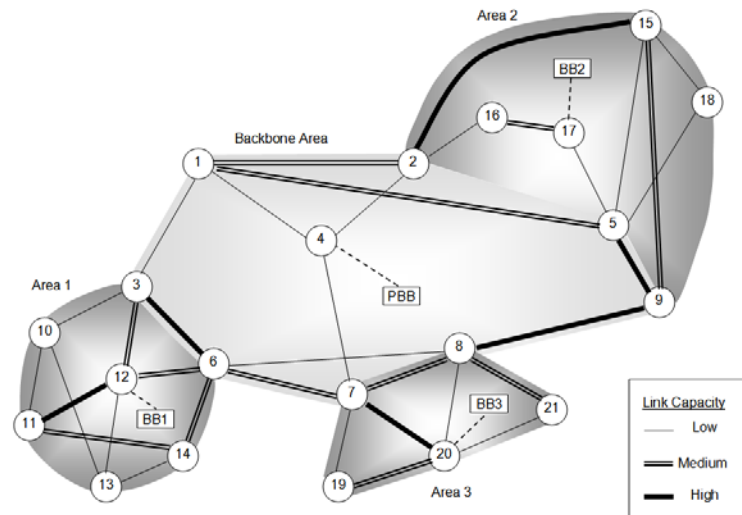 Area 2
15
BB2
18
16
17
Backbone Area
1
2
5
4
Area 1
3
PBB
9
10
8
6
12
7
BB3
21
BB1
11
20
14
19
13
Area 3
Link Capacity
Low
Medium
High